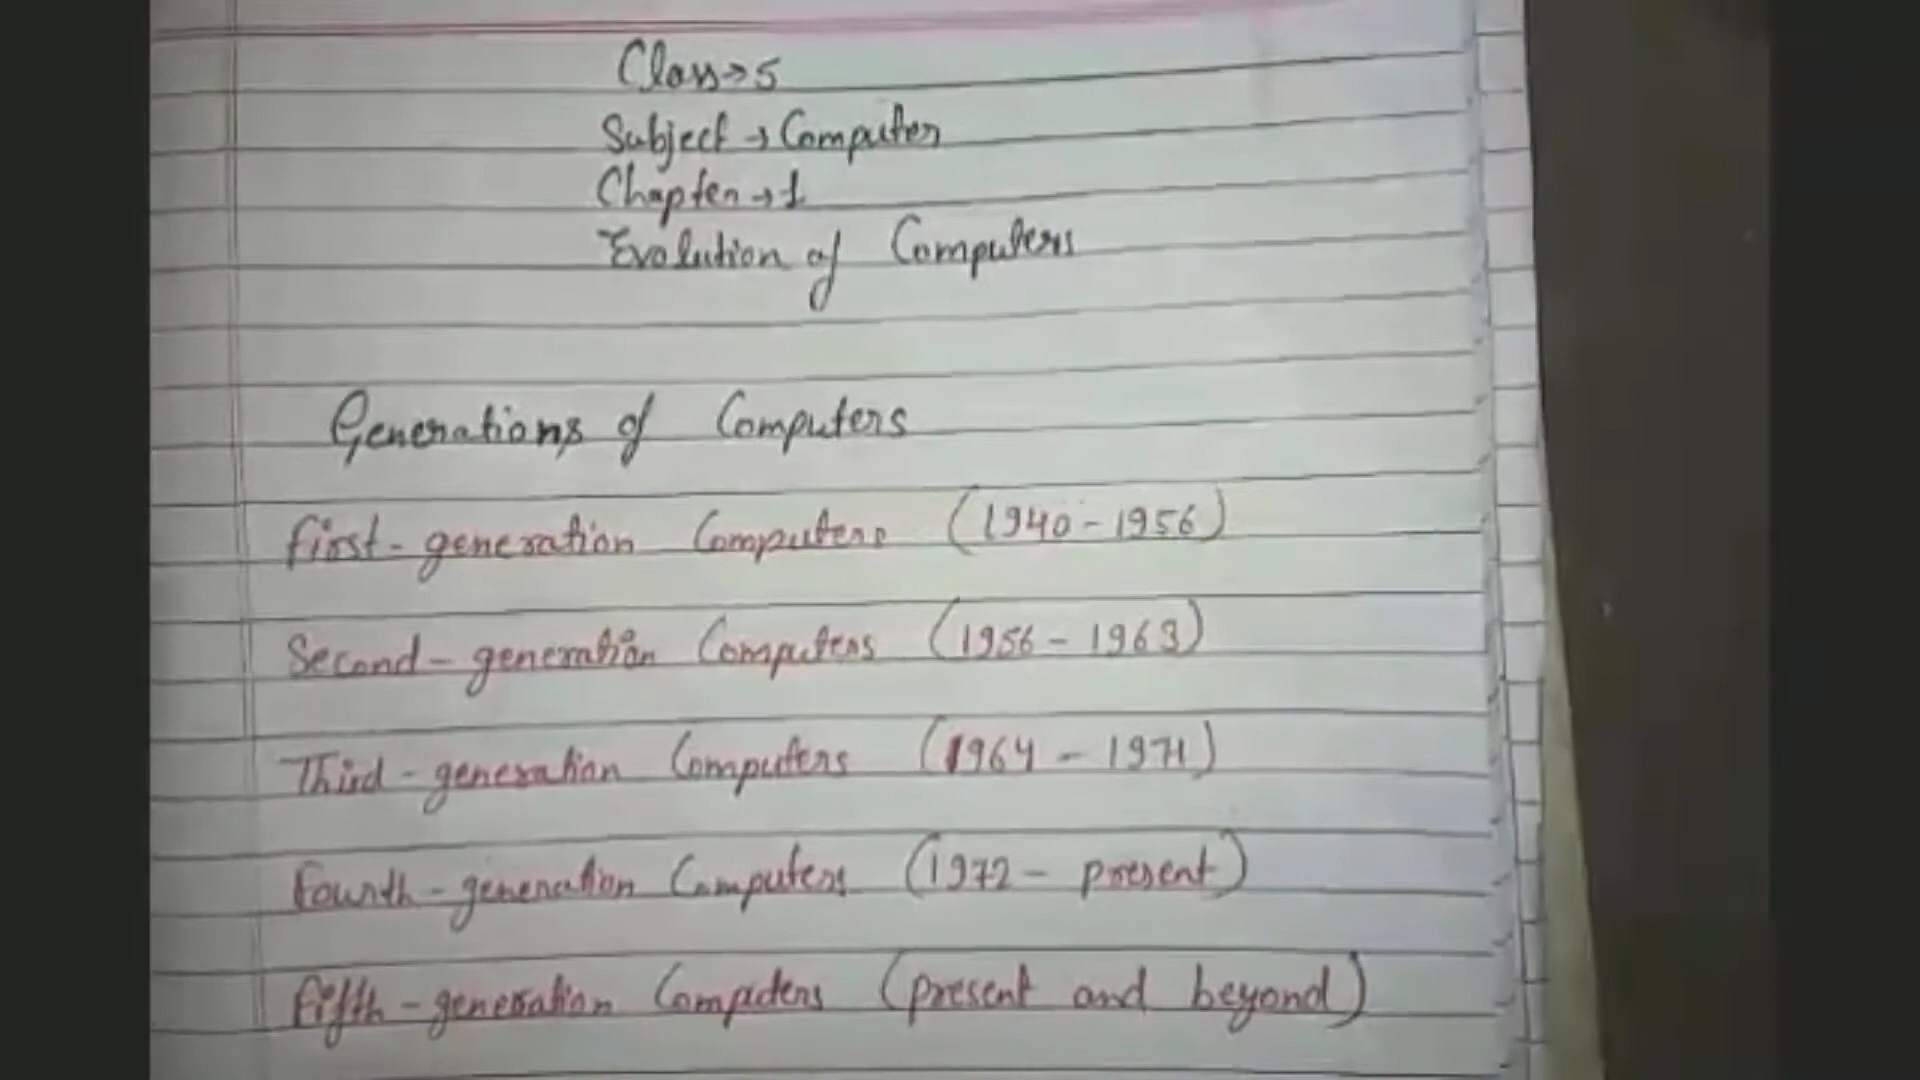 Class → 5
Subject → Computer
Chapter → 1
Evolution of Computers
Generations of Computers
First - generation Computers (1940 - 1956)
Second - generation Computers (1956 - 1963)
Third - generation Computers (1964 - 1971)
Fourth - generation Computers (1972 - present)
Fifth - generation Computers (present and beyond)